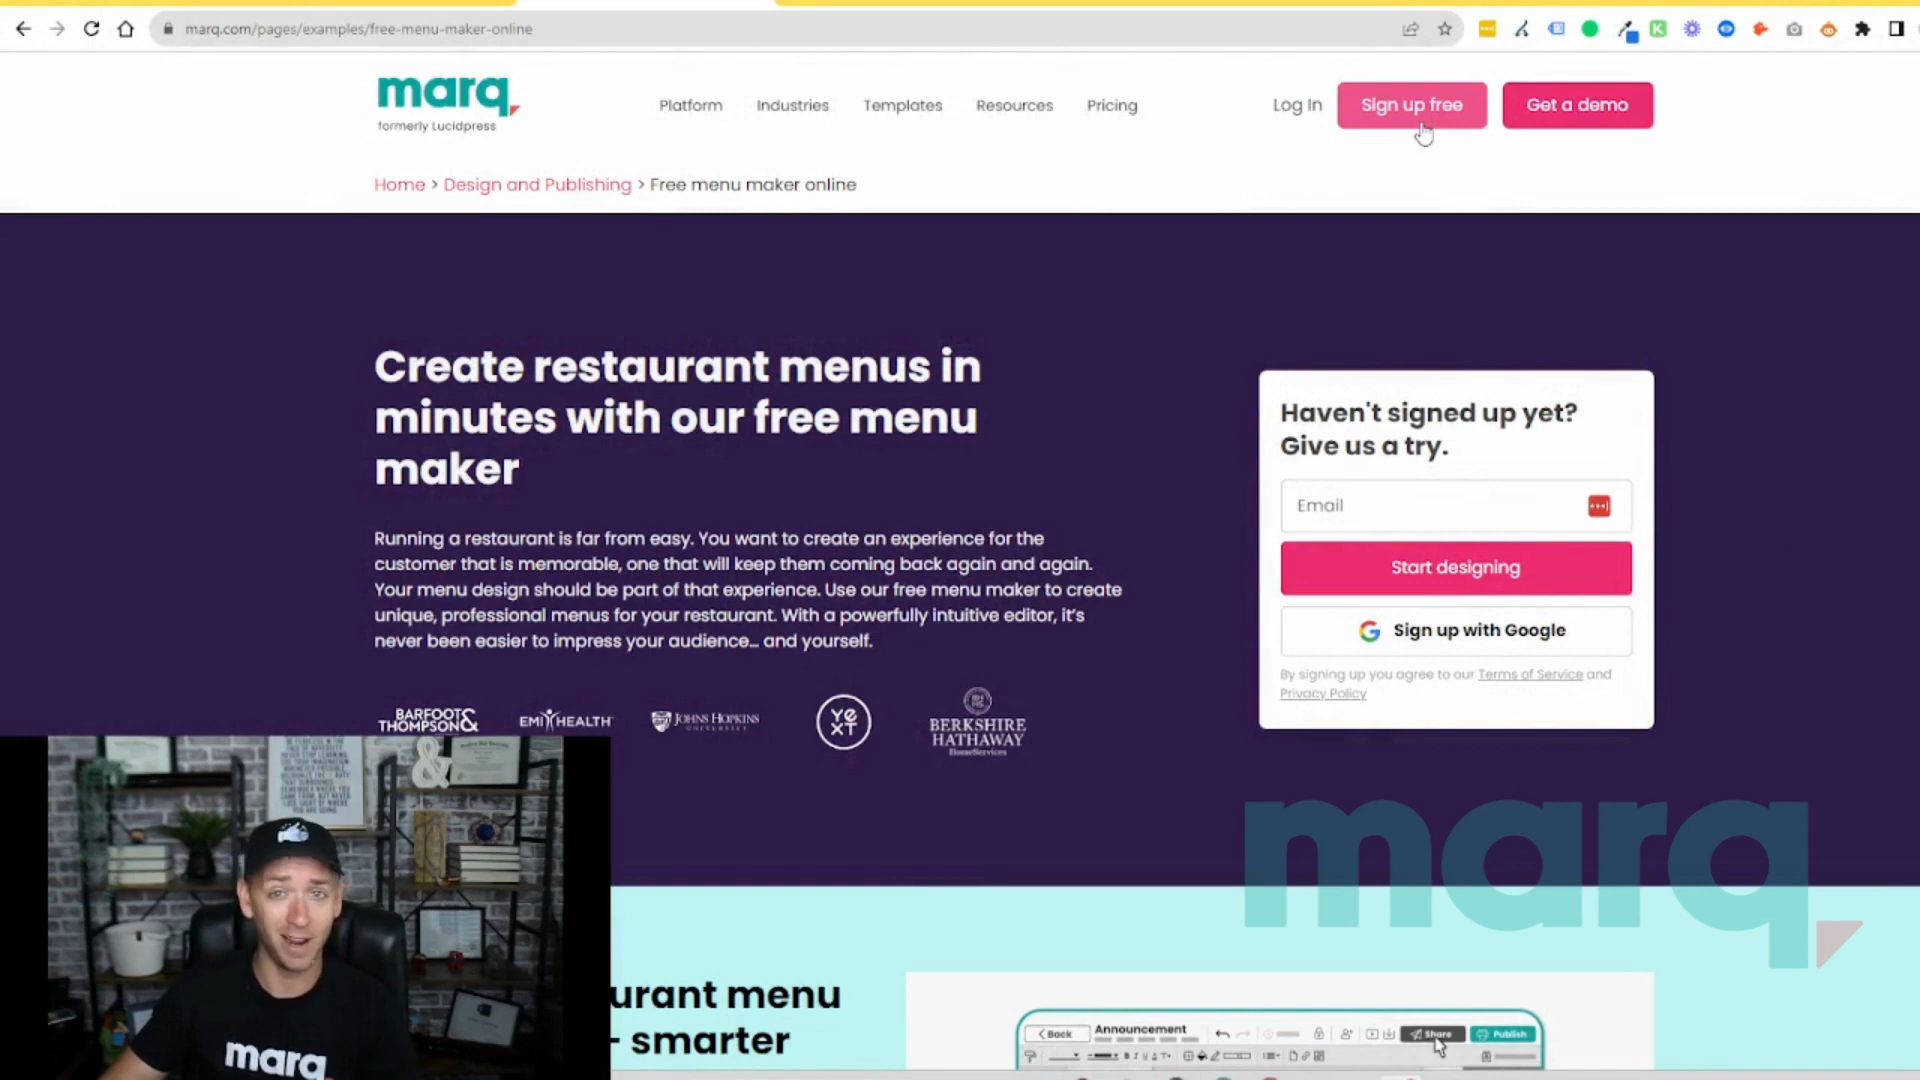 marq.com/pages/examples/free-menu-maker-online
marq
formerly Lucidpress
Platform
Industries
Templates
Resources
Pricing
Log In
Sign up free
Get a demo
Home > Design and Publishing > Free menu maker online
Create restaurant menus in
minutes with our free menu
maker
Running a restaurant is far from easy. You want to create an experience for the
customer that is memorable, one that will keep them coming back again and again.
Your menu design should be part of that experience. Use our free menu maker to create
unique, professional menus for your restaurant. With a powerfully intuitive editor, it's
never been easier to impress your audience... and yourself.
Haven't signed up yet?
Give us a try.
Email
Start designing
Sign up with Google
By signing up you agree to our Terms of Service and
Privacy Policy
BARFOOT&
THOMPSON
EMI HEALTH
JOHNS HOPKINS
UNIVERSITY
YEXT
BERKSHIRE
HATHAWAY
HomeServices
&
marq
marq
urant menu
smarter
Back
Announcement
Share
Publish